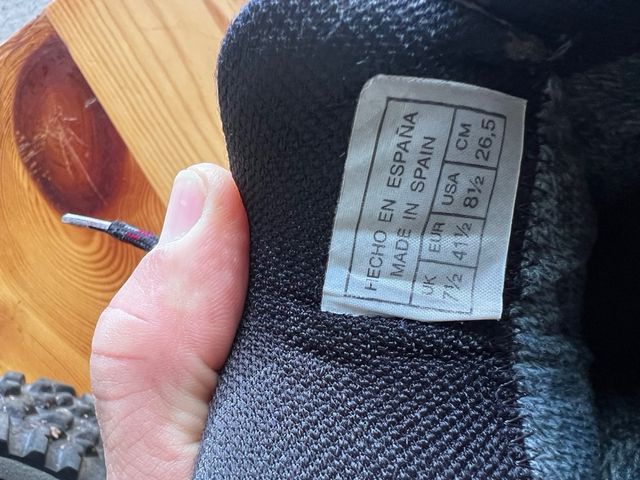 HECHO EN ESPAÑA
MADE IN SPAIN
UK EUR USA CM
7½ 41½ 8½ 26,5